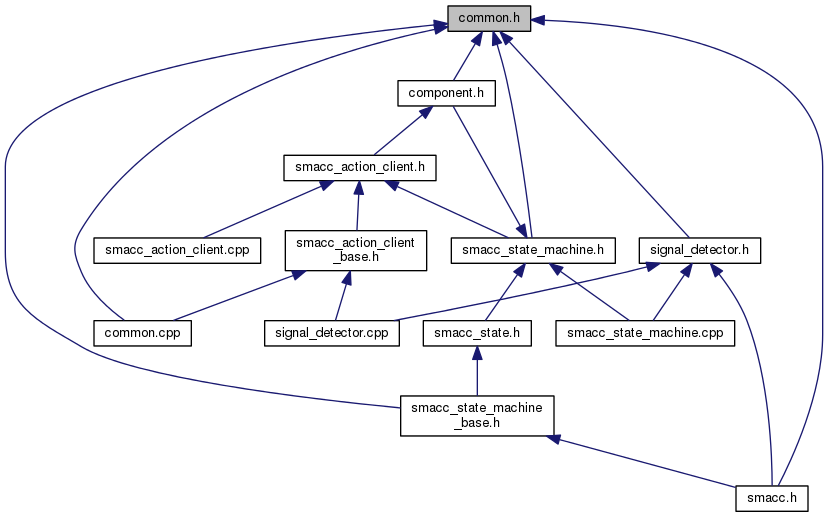 common.h
component.h
smacc_action_client.h
smacc_action_client.cpp
smacc_action_client
_base.h
smacc_state_machine.h
signal_detector.h
common.cpp
signal_detector.cpp
smacc_state.h
smacc_state_machine.cpp
smacc_state_machine
_base.h
smacc.h